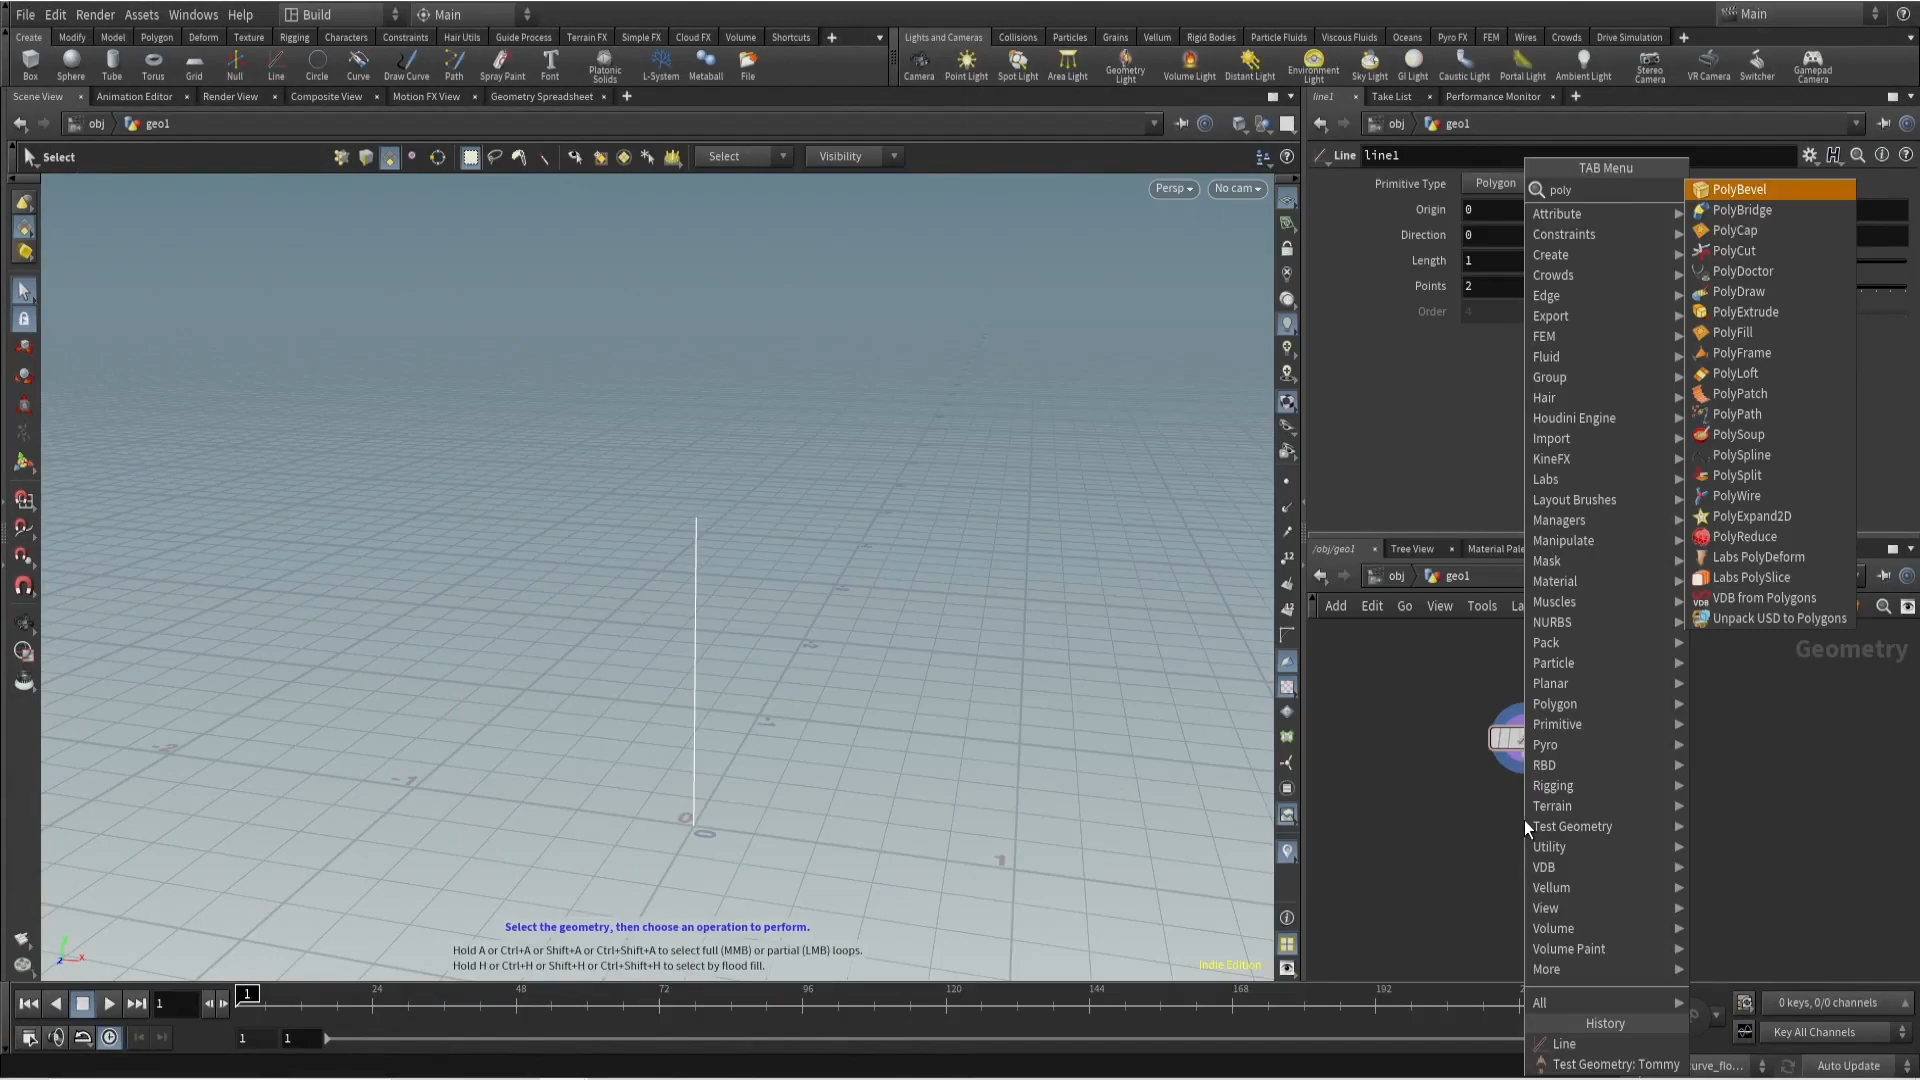 File Edit Render Assets Windows Help Build Main Main
Create Modify Model Polygon Deform Texture Rigging Characters Constraints Hair Utils Guide Process Terrain FX Simple FX Cloud FX Volume Shortcuts
Lights and Cameras Collisions Particles Grains Vellum Rigid Bodies Particle Fluids Viscous Fluids Oceans Pyro FX FEM Wires Crowds Drive Simulation
Box Sphere Tube Torus Grid Null Line Circle Curve Draw Curve Path Spray Paint Font Platonic Solids L-System Metaball File
Camera Point Light Spot Light Area Light Geometry Light Volume Light Distant Light Environment Light Sky Light GI Light Caustic Light Portal Light Ambient Light Stereo Camera VR Camera Switcher Gamepad Camera
Scene View Animation Editor Render View Composite View Motion FX View Geometry Spreadsheet
line1 Take List Performance Monitor
obj geo1
obj geo1
Select Select Visibility
Line line1
Persp No cam
Primitive Type Polygon
Origin 0
Direction 0
Length 1
Points 2
Order 4
TAB Menu
poly
Attribute
Constraints
Create
Crowds
Edge
Export
FEM
Fluid
Group
Hair
Houdini Engine
Import
KineFX
Labs
Layout Brushes
Managers
Manipulate
Mask
Material
Muscles
NURBS
Pack
Particle
Planar
Polygon
Primitive
Pyro
RBD
Rigging
Terrain
Test Geometry
Utility
VDB
Vellum
View
Volume
Volume Paint
More
All
History
Line
Test Geometry: Tommy
PolyBevel
PolyBridge
PolyCap
PolyCut
PolyDoctor
PolyDraw
PolyExtrude
PolyFill
PolyFrame
PolyLoft
PolyPatch
PolyPath
PolySoup
PolySpline
PolySplit
PolyWire
PolyExpand2D
PolyReduce
Labs PolyDeform
Labs PolySlice
VDB from Polygons
Unpack USD to Polygons
/obj/geo1 Tree View Material Pale
obj geo1
Add Edit Go View Tools La
Geometry
Select the geometry, then choose an operation to perform.
Hold A or Ctrl+A or Shift+A or Ctrl+Shift+A to select full (MMB) or partial (LMB) loops.
Hold H or Ctrl+H or Shift+H or Ctrl+Shift+H to select by flood fill.
Indie Edition
1 1 24 48 72 96 120 144 168 192
0 keys, 0/0 channels
1 1
Key All Channels
urve_flo... Auto Update